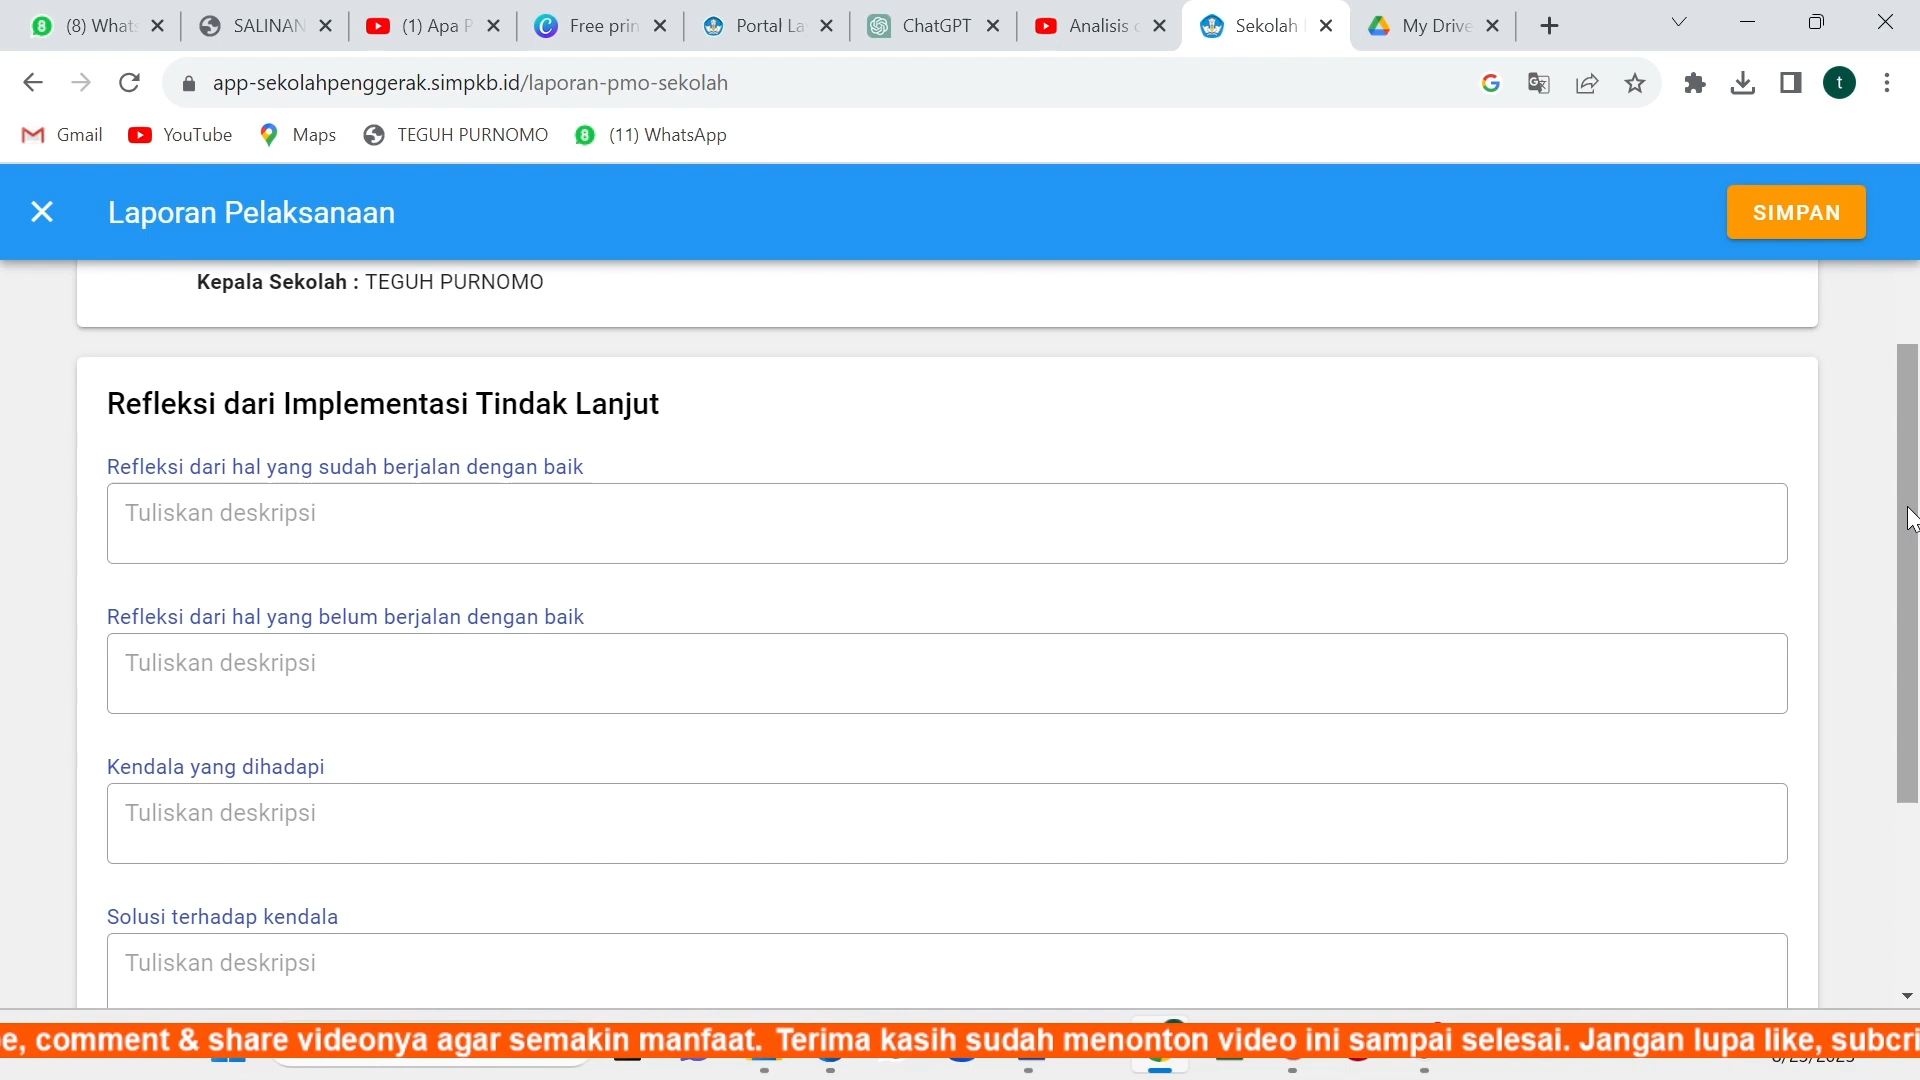 (8) What
SALINAN
(1) Apa P
Free prin
Portal La
ChatGPT
Analisis
Sekolah
My Drive
app-sekolahpenggerak.simpkb.id/laporan-pmo-sekolah
t
Gmail
YouTube
Maps
TEGUH PURNOMO
(11) WhatsApp
Laporan Pelaksanaan
SIMPAN
Kepala Sekolah : TEGUH PURNOMO
Refleksi dari Implementasi Tindak Lanjut
Refleksi dari hal yang sudah berjalan dengan baik
Tuliskan deskripsi
Refleksi dari hal yang belum berjalan dengan baik
Tuliskan deskripsi
Kendala yang dihadapi
Tuliskan deskripsi
Solusi terhadap kendala
Tuliskan deskripsi
e, comment & share videonya agar semakin manfaat. Terima kasih sudah menonton video ini sampai selesai. Jangan lupa like, subcri